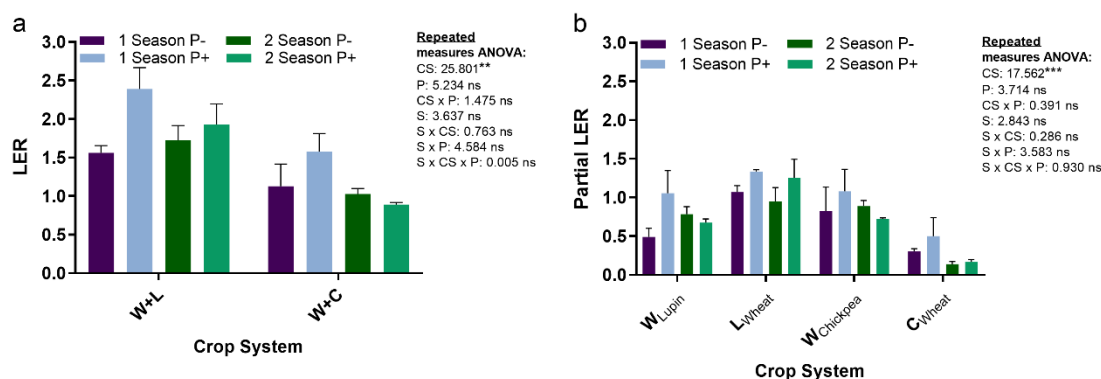 a
3.0
2.5
2.0
1.5
1.0
0.5
0.0
LER
1 Season P-
2 Season P-
1 Season P+
2 Season P+
Repeated
measures ANOVA:
CS: 25.801**
P: 5.234 ns
CS x P: 1.475 ns
S: 3.637 ns
S x CS: 0.763 ns
S x P: 4.584 ns
S x CS x P: 0.005 ns
W+L
W+C
Crop System
b
3.0
2.5
2.0
1.5
1.0
0.5
0.0
Partial LER
1 Season P-
2 Season P-
1 Season P+
2 Season P+
Repeated
measures ANOVA:
CS: 17.562***
P: 3.714 ns
CS x P: 0.391 ns
S: 2.843 ns
S x CS: 0.286 ns
S x P: 3.583 ns
S x CS x P: 0.930 ns
WLupin
LWheat
WChickpea
CWheat
Crop System